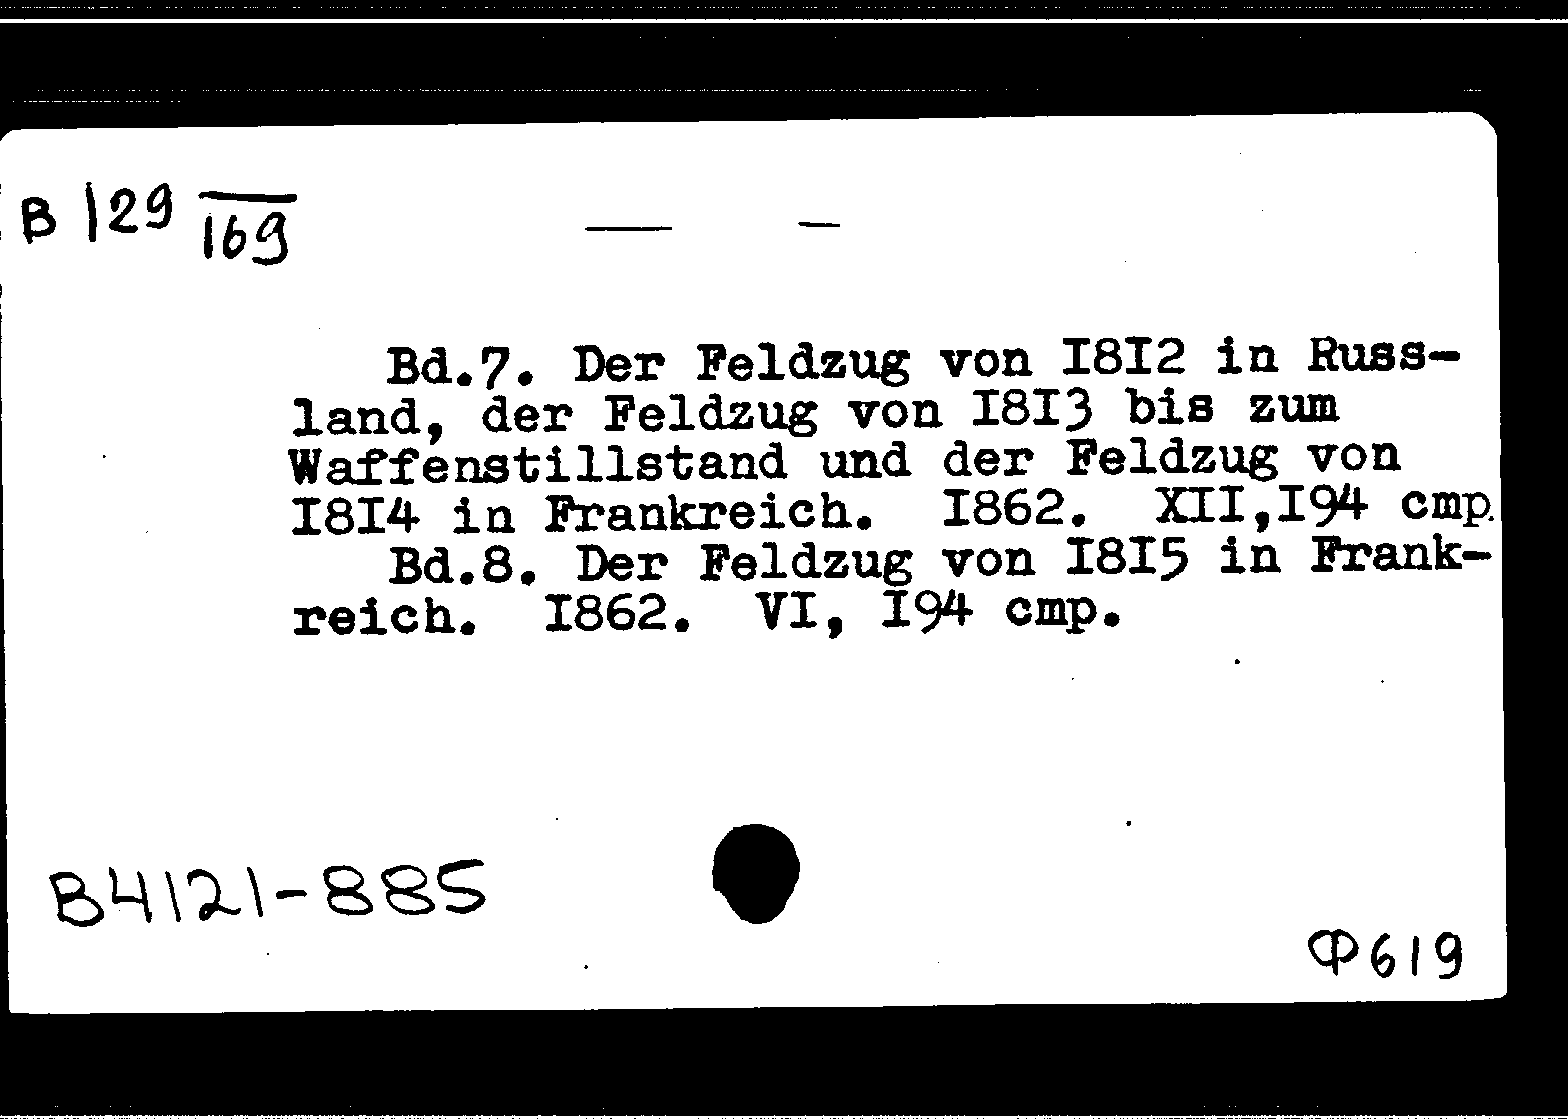 B 129
169
— —
Bd.7. Der Feldzug von I8I2 in Russ-
land, der Feldzug von I8I3 bis zum
Waffenstillstand und der Feldzug von
I8I4 in Frankreich. I862. XII,I94 cmp.
Bd.8. Der Feldzug von I8I5 in Frank-
reich. I862. VI, I94 cmp.
B4121-885
Ф619